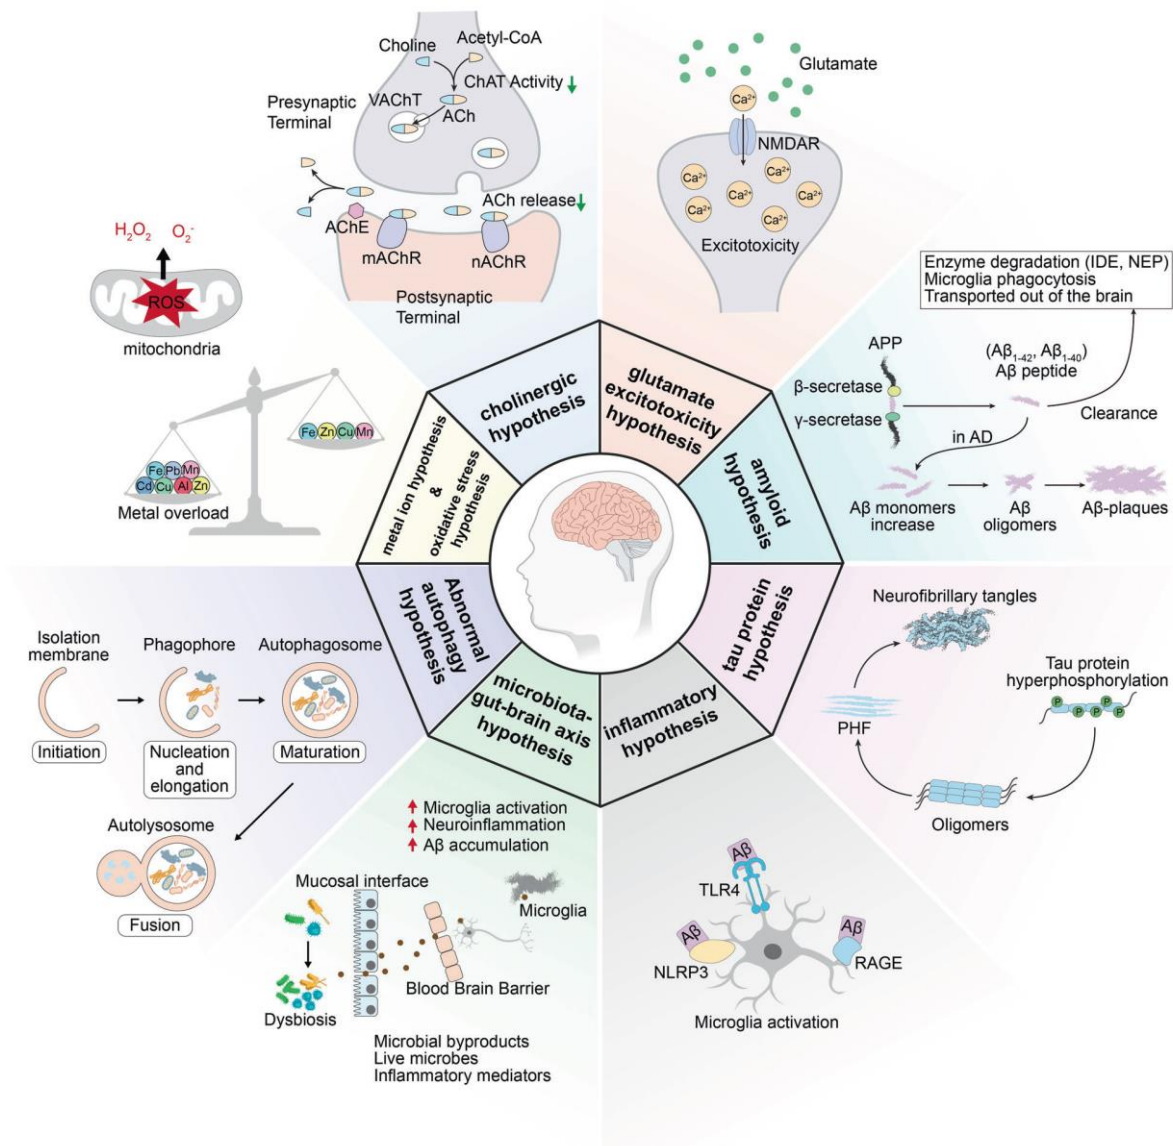 Choline
Acetyl-CoA
ChAT Activity
VAChT
ACh
Presynaptic
Terminal
ACh release
AChE
mAChR
nAChR
Postsynaptic
Terminal
Glutamate
Ca2+
NMDAR
Ca2+
Ca2+
Ca2+
Ca2+
Ca2+
Ca2+
Excitotoxicity
H2O2
O2-
ROS
mitochondria
Fe Zn Cu Mn
Fe Pb Mn
Cd Cu Al Zn
Metal overload
Enzyme degradation (IDE, NEP)
Microglia phagocytosis
Transported out of the brain
APP
(Aβ1-42, Aβ1-40)
Aβ peptide
β-secretase
γ-secretase
Clearance
in AD
Aβ monomers
increase
Aβ
oligomers
Aβ-plaques
cholinergic
hypothesis
glutamate
excitotoxicity
hypothesis
amyloid
hypothesis
tau protein
hypothesis
inflammatory
hypothesis
microbiota-
gut-brain axis
hypothesis
Abnormal
autophagy
hypothesis
metal ion hypothesis
&
oxidative stress
hypothesis
Neurofibrillary tangles
Tau protein
hyperphosphorylation
P
P
P
P
P
PHF
Oligomers
Isolation
membrane
Phagophore
Autophagosome
Initiation
Nucleation
and
elongation
Maturation
Autolysosome
Fusion
Microglia activation
Neuroinflammation
Aβ accumulation
Mucosal interface
Microglia
Blood Brain Barrier
Dysbiosis
Microbial byproducts
Live microbes
Inflammatory mediators
Aβ
TLR4
Aβ
NLRP3
Aβ
RAGE
Microglia activation